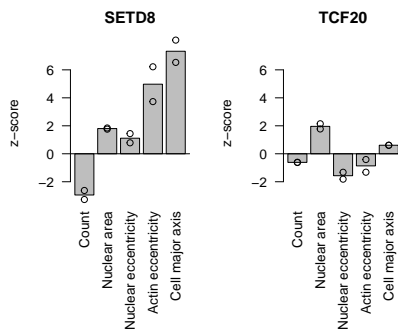 SETD8
z-score
6
4
2
0
−2
Count
Nuclear area
Nuclear eccentricity
Actin eccentricity
Cell major axis
TCF20
z-score
6
4
2
0
−2
Count
Nuclear area
Nuclear eccentricity
Actin eccentricity
Cell major axis